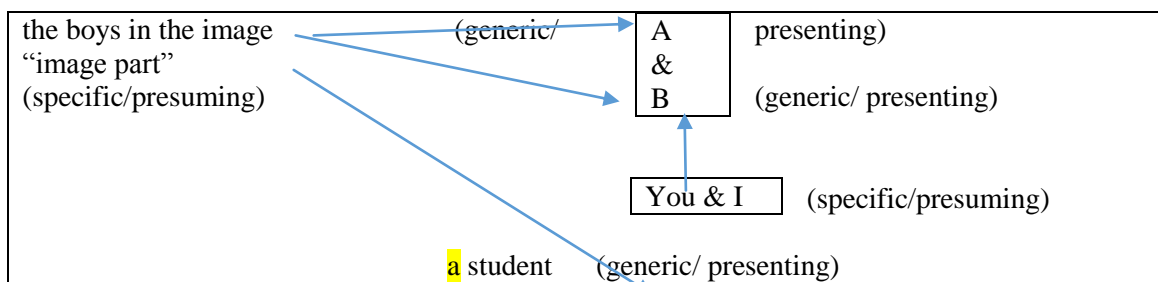 the boys in the image (generic/ A presenting)
“image part” &
(specific/presuming) B (generic/ presenting)
You & I (specific/presuming)
a student (generic/ presenting)